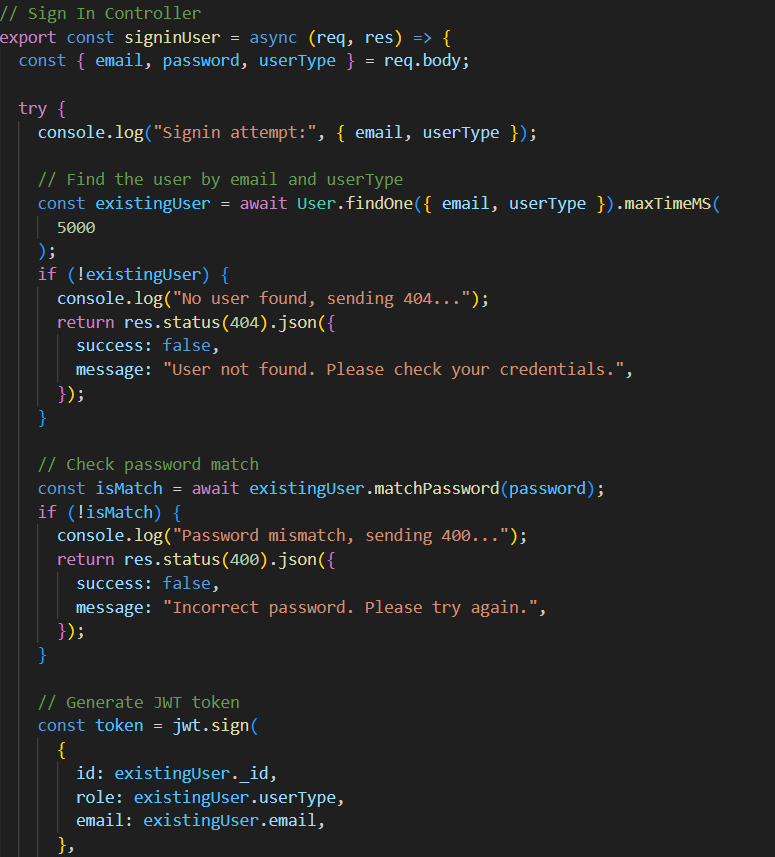 // Sign In Controller
export const signinUser = async (req, res) => {
const { email, password, userType } = req.body;
try {
console.log("Signin attempt:", { email, userType });
// Find the user by email and userType
const existingUser = await User.findOne({ email, userType }).maxTimeMS(
5000
);
if (!existingUser) {
console.log("No user found, sending 404...");
return res.status(404).json({
success: false,
message: "User not found. Please check your credentials.",
});
}
// Check password match
const isMatch = await existingUser.matchPassword(password);
if (!isMatch) {
console.log("Password mismatch, sending 400...");
return res.status(400).json({
success: false,
message: "Incorrect password. Please try again.",
});
}
// Generate JWT token
const token = jwt.sign(
{
id: existingUser._id,
role: existingUser.userType,
email: existingUser.email,
},